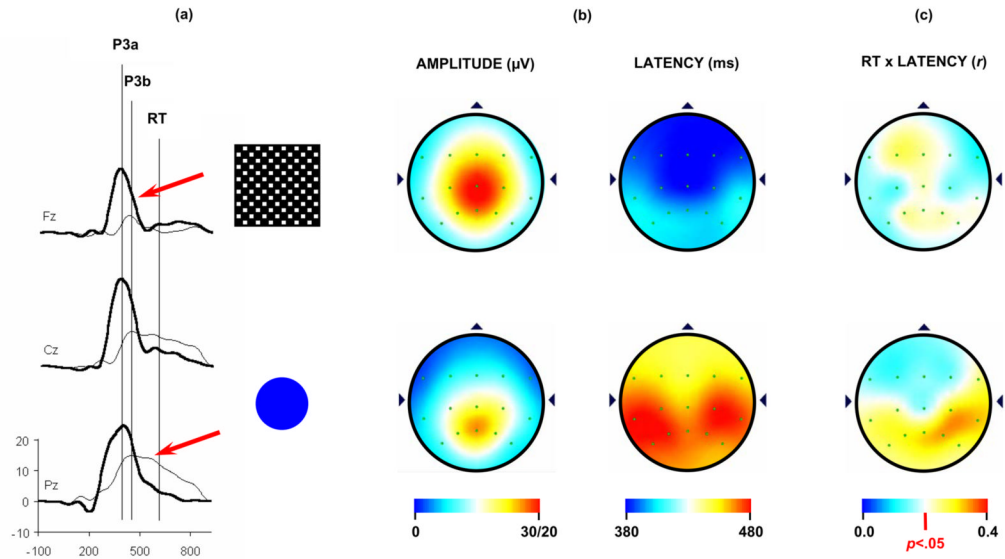 (a)
(b)
(c)
P3a
P3b
RT
AMPLITUDE (µV)
LATENCY (ms)
RT x LATENCY (r)
Fz
Cz
Pz
20
10
0
-10
-100 200 500 800
0 30/20
380 480
0.0 0.4
p<.05